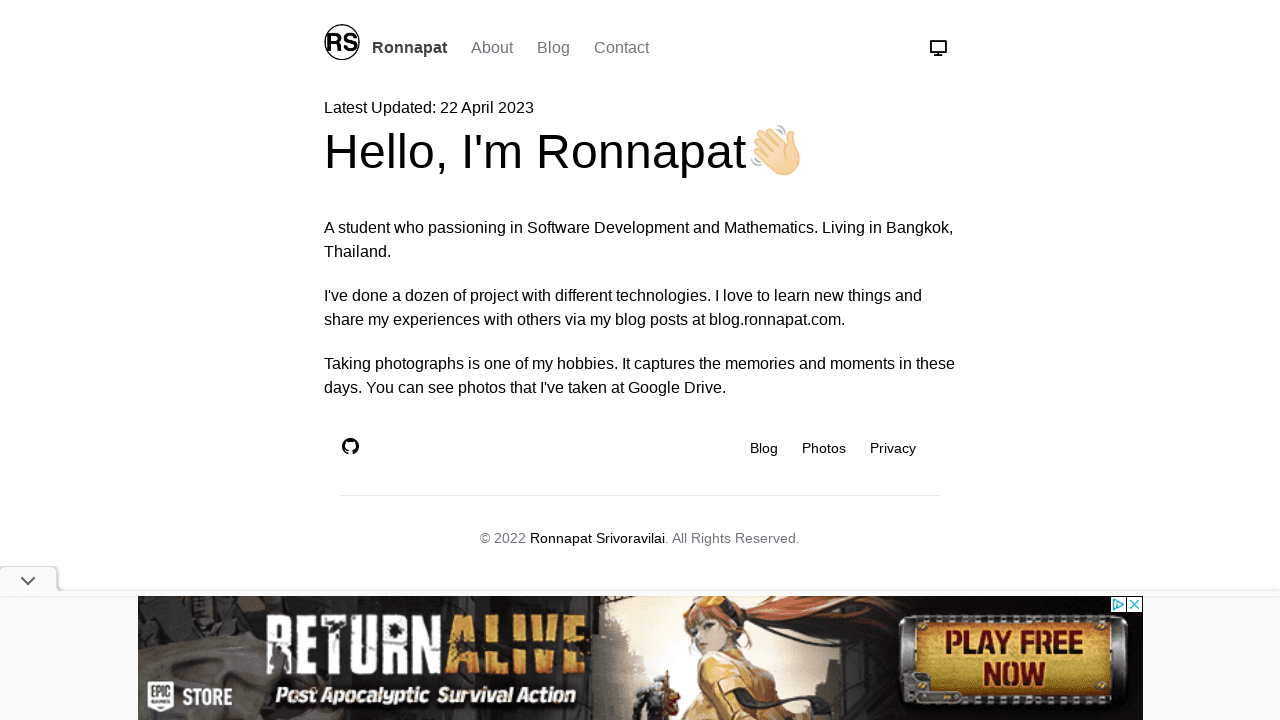 RS Ronnapat About Blog Contact
Latest Updated: 22 April 2023
Hello, I'm Ronnapat
A student who passioning in Software Development and Mathematics. Living in Bangkok,
Thailand.
I've done a dozen of project with different technologies. I love to learn new things and
share my experiences with others via my blog posts at blog.ronnapat.com.
Taking photographs is one of my hobbies. It captures the memories and moments in these
days. You can see photos that I've taken at Google Drive.
Blog Photos Privacy
© 2022 Ronnapat Srivoravilai. All Rights Reserved.
RETURN ALIVE
Post Apocalyptic Survival Action
EPIC GAMES STORE
PLAY FREE
NOW